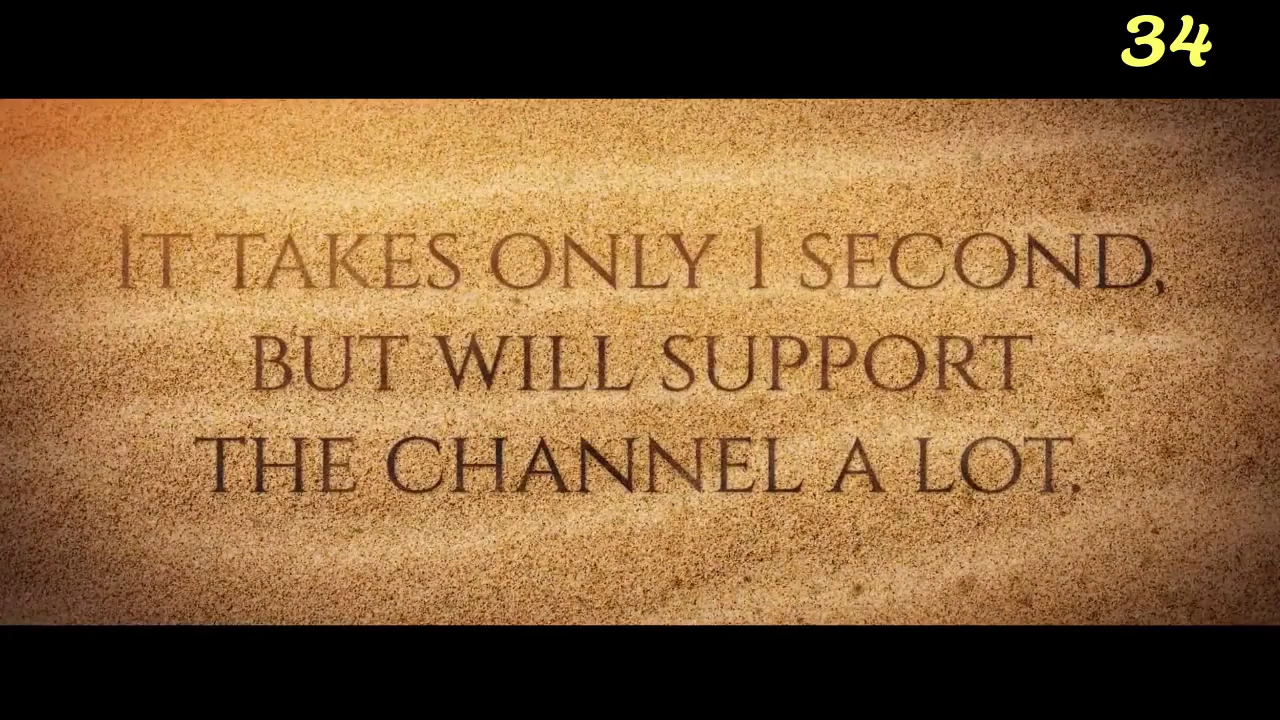 34
It takes only 1 second,
but will support
the channel a lot.